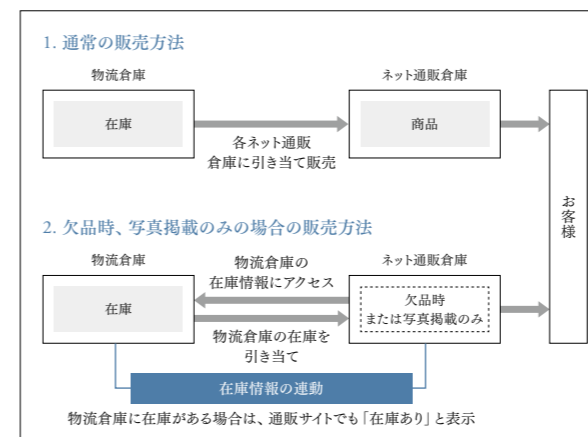 1. 通常の販売方法
物流倉庫
ネット通販倉庫
在庫
商品
各ネット通販
倉庫に引き当て販売
お客様
2. 欠品時、写真掲載のみの場合の販売方法
物流倉庫
物流倉庫の
在庫情報にアクセス
ネット通販倉庫
在庫
欠品時
または写真掲載のみ
物流倉庫の在庫を
引き当て
在庫情報の連動
物流倉庫に在庫がある場合は、通販サイトでも「在庫あり」と表示